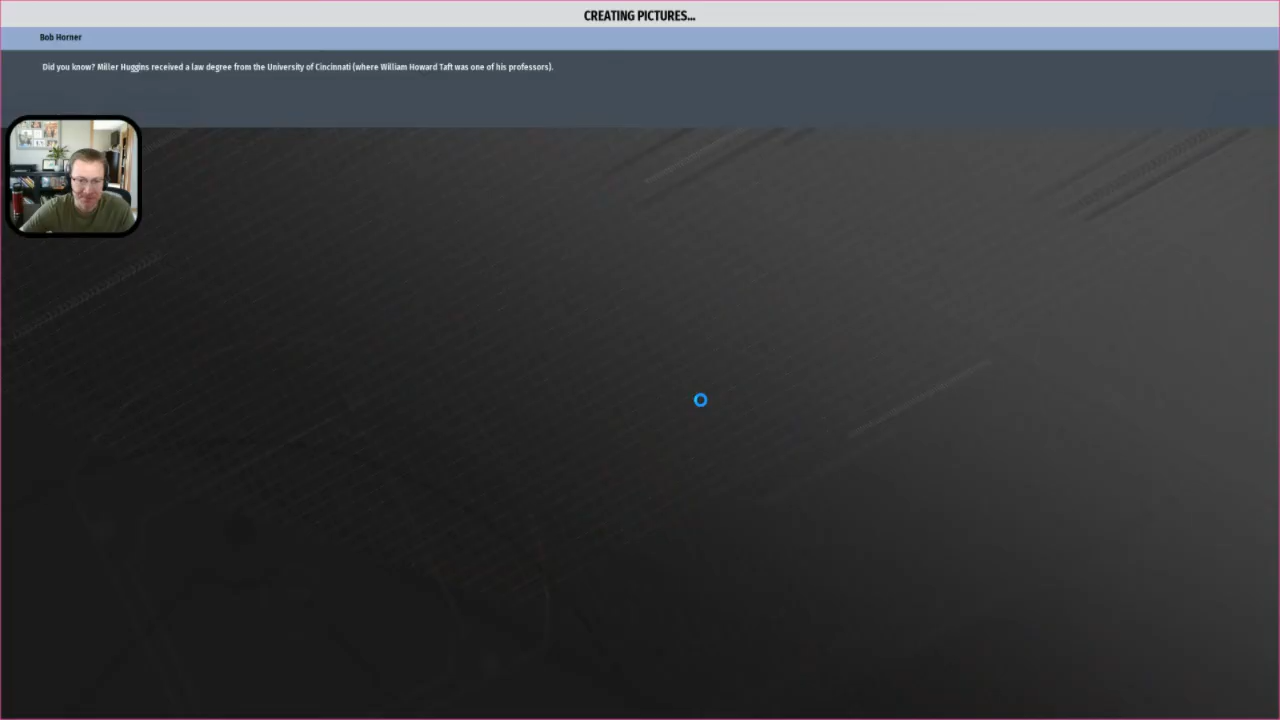 CREATING PICTURES...
Bob Horner
Did you know? Miller Huggins received a law degree from the University of Cincinnati (where William Howard Taft was one of his professors).